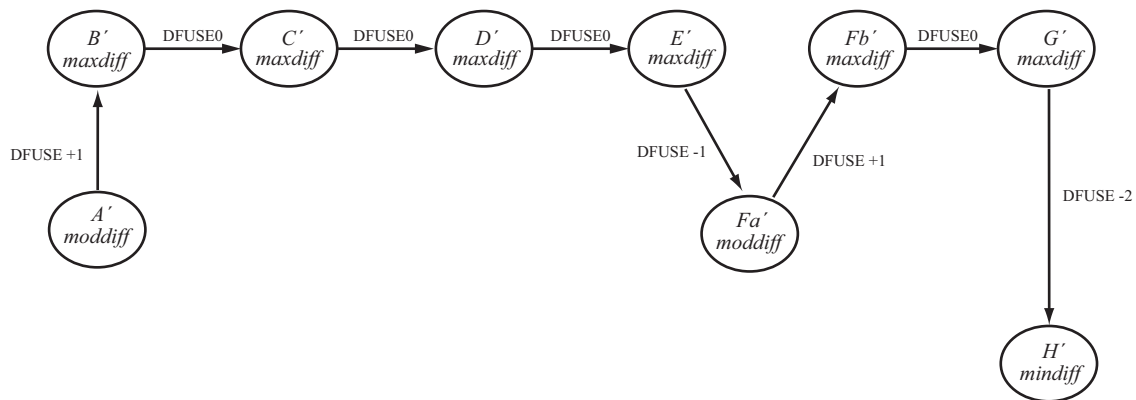 B´
maxdiff
DFUSE0
C´
maxdiff
DFUSE0
D´
maxdiff
DFUSE0
E´
maxdiff
Fb´
maxdiff
DFUSE0
G´
maxdiff
DFUSE +1
DFUSE -1
DFUSE +1
DFUSE -2
A´
moddiff
Fa´
moddiff
H´
mindiff